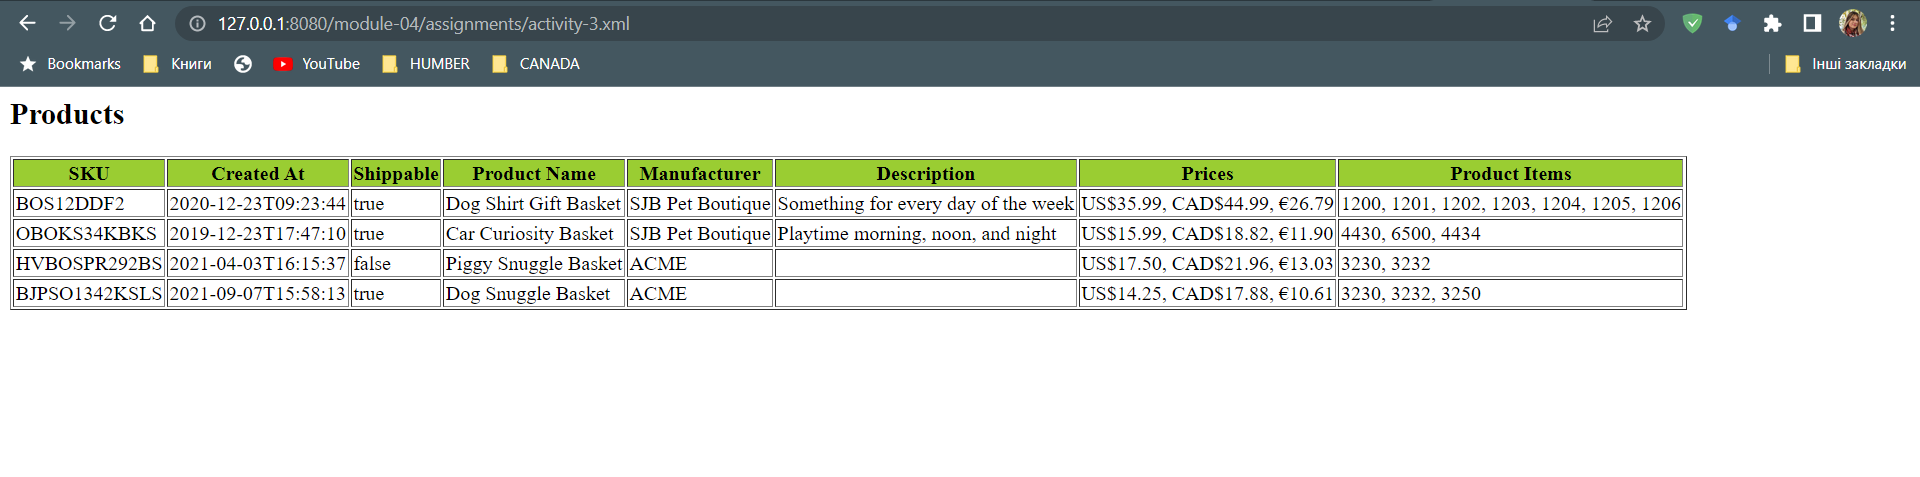 127.0.0.1:8080/module-04/assignments/activity-3.xml
Bookmarks Книги YouTube HUMBER CANADA Інші закладки
Products
SKU Created At Shippable Product Name Manufacturer Description Prices Product Items
BOS12DDF2 2020-12-23T09:23:44 true Dog Shirt Gift Basket SJB Pet Boutique Something for every day of the week US$35.99, CAD$44.99, €26.79 1200, 1201, 1202, 1203, 1204, 1205, 1206
OBOKS34KBKS 2019-12-23T17:47:10 true Car Curiosity Basket SJB Pet Boutique Playtime morning, noon, and night US$15.99, CAD$18.82, €11.90 4430, 6500, 4434
HVBOSPR292BS 2021-04-03T16:15:37 false Piggy Snuggle Basket ACME US$17.50, CAD$21.96, €13.03 3230, 3232
BJPSO1342KSLS 2021-09-07T15:58:13 true Dog Snuggle Basket ACME US$14.25, CAD$17.88, €10.61 3230, 3232, 3250